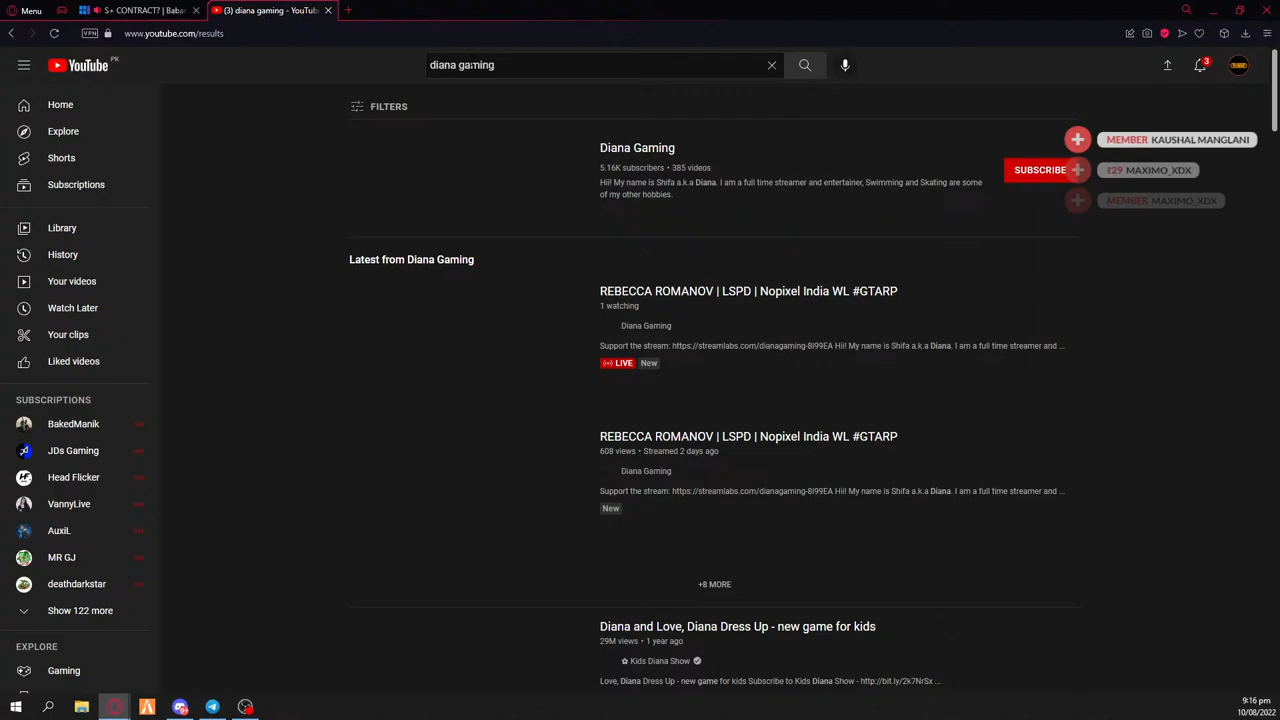 Menu
S+ CONTRACT? | Babar
(3) diana gaming - YouTube
VPN
www.youtube.com/results
YouTube PK
diana gaming
3
Home
Explore
Shorts
Subscriptions
Library
History
Your videos
Watch Later
Your clips
Liked videos
SUBSCRIPTIONS
BakedManik
JDs Gaming
Head Flicker
VannyLive
AuxiL
MR GJ
deathdarkstar
Show 122 more
EXPLORE
Gaming
FILTERS
Diana Gaming
5.16K subscribers • 385 videos
Hii! My name is Shifa a.k.a Diana. I am a full time streamer and entertainer, Swimming and Skating are some
of my other hobbies.
SUBSCRIBE
MEMBER KAUSHAL MANGLANI
₹29 MAXIMO_XDX
MEMBER MAXIMO_XDX
Latest from Diana Gaming
REBECCA ROMANOV | LSPD | Nopixel India WL #GTARP
1 watching
Diana Gaming
Support the stream: https://streamlabs.com/dianagaming-8l99EA Hii! My name is Shifa a.k.a Diana. I am a full time streamer and ...
LIVE New
REBECCA ROMANOV | LSPD | Nopixel India WL #GTARP
608 views • Streamed 2 days ago
Diana Gaming
Support the stream: https://streamlabs.com/dianagaming-8l99EA Hii! My name is Shifa a.k.a Diana. I am a full time streamer and ...
New
+8 MORE
Diana and Love, Diana Dress Up - new game for kids
29M views • 1 year ago
✿ Kids Diana Show
Love, Diana Dress Up - new game for kids Subscribe to Kids Diana Show - http://bit.ly/2k7NrSx ...
9:16 pm
10/08/2022